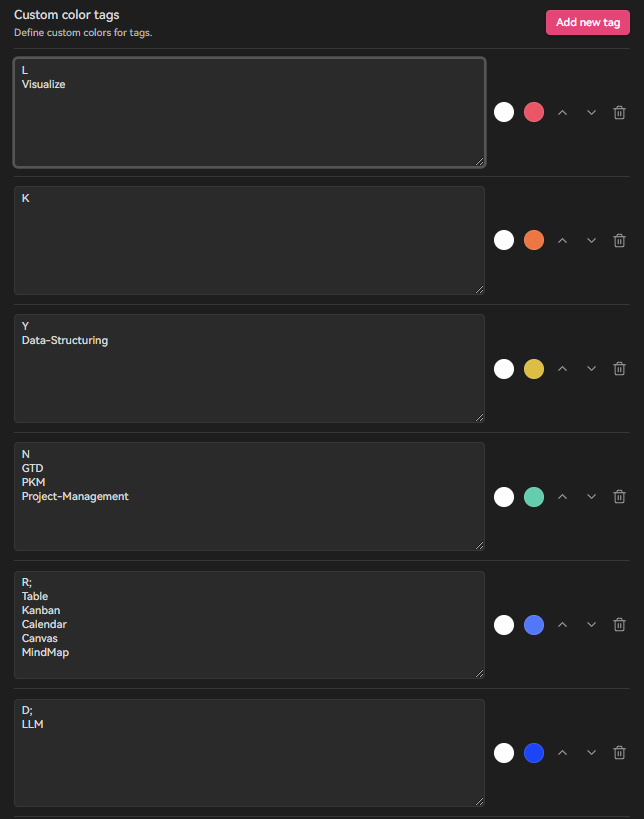 Custom color tags
Add new tag
Define custom colors for tags.
L
Visualize
K
Y
Data-Structuring
N
GTD
PKM
Project-Management
R;
Table
Kanban
Calendar
Canvas
MindMap
D;
LLM